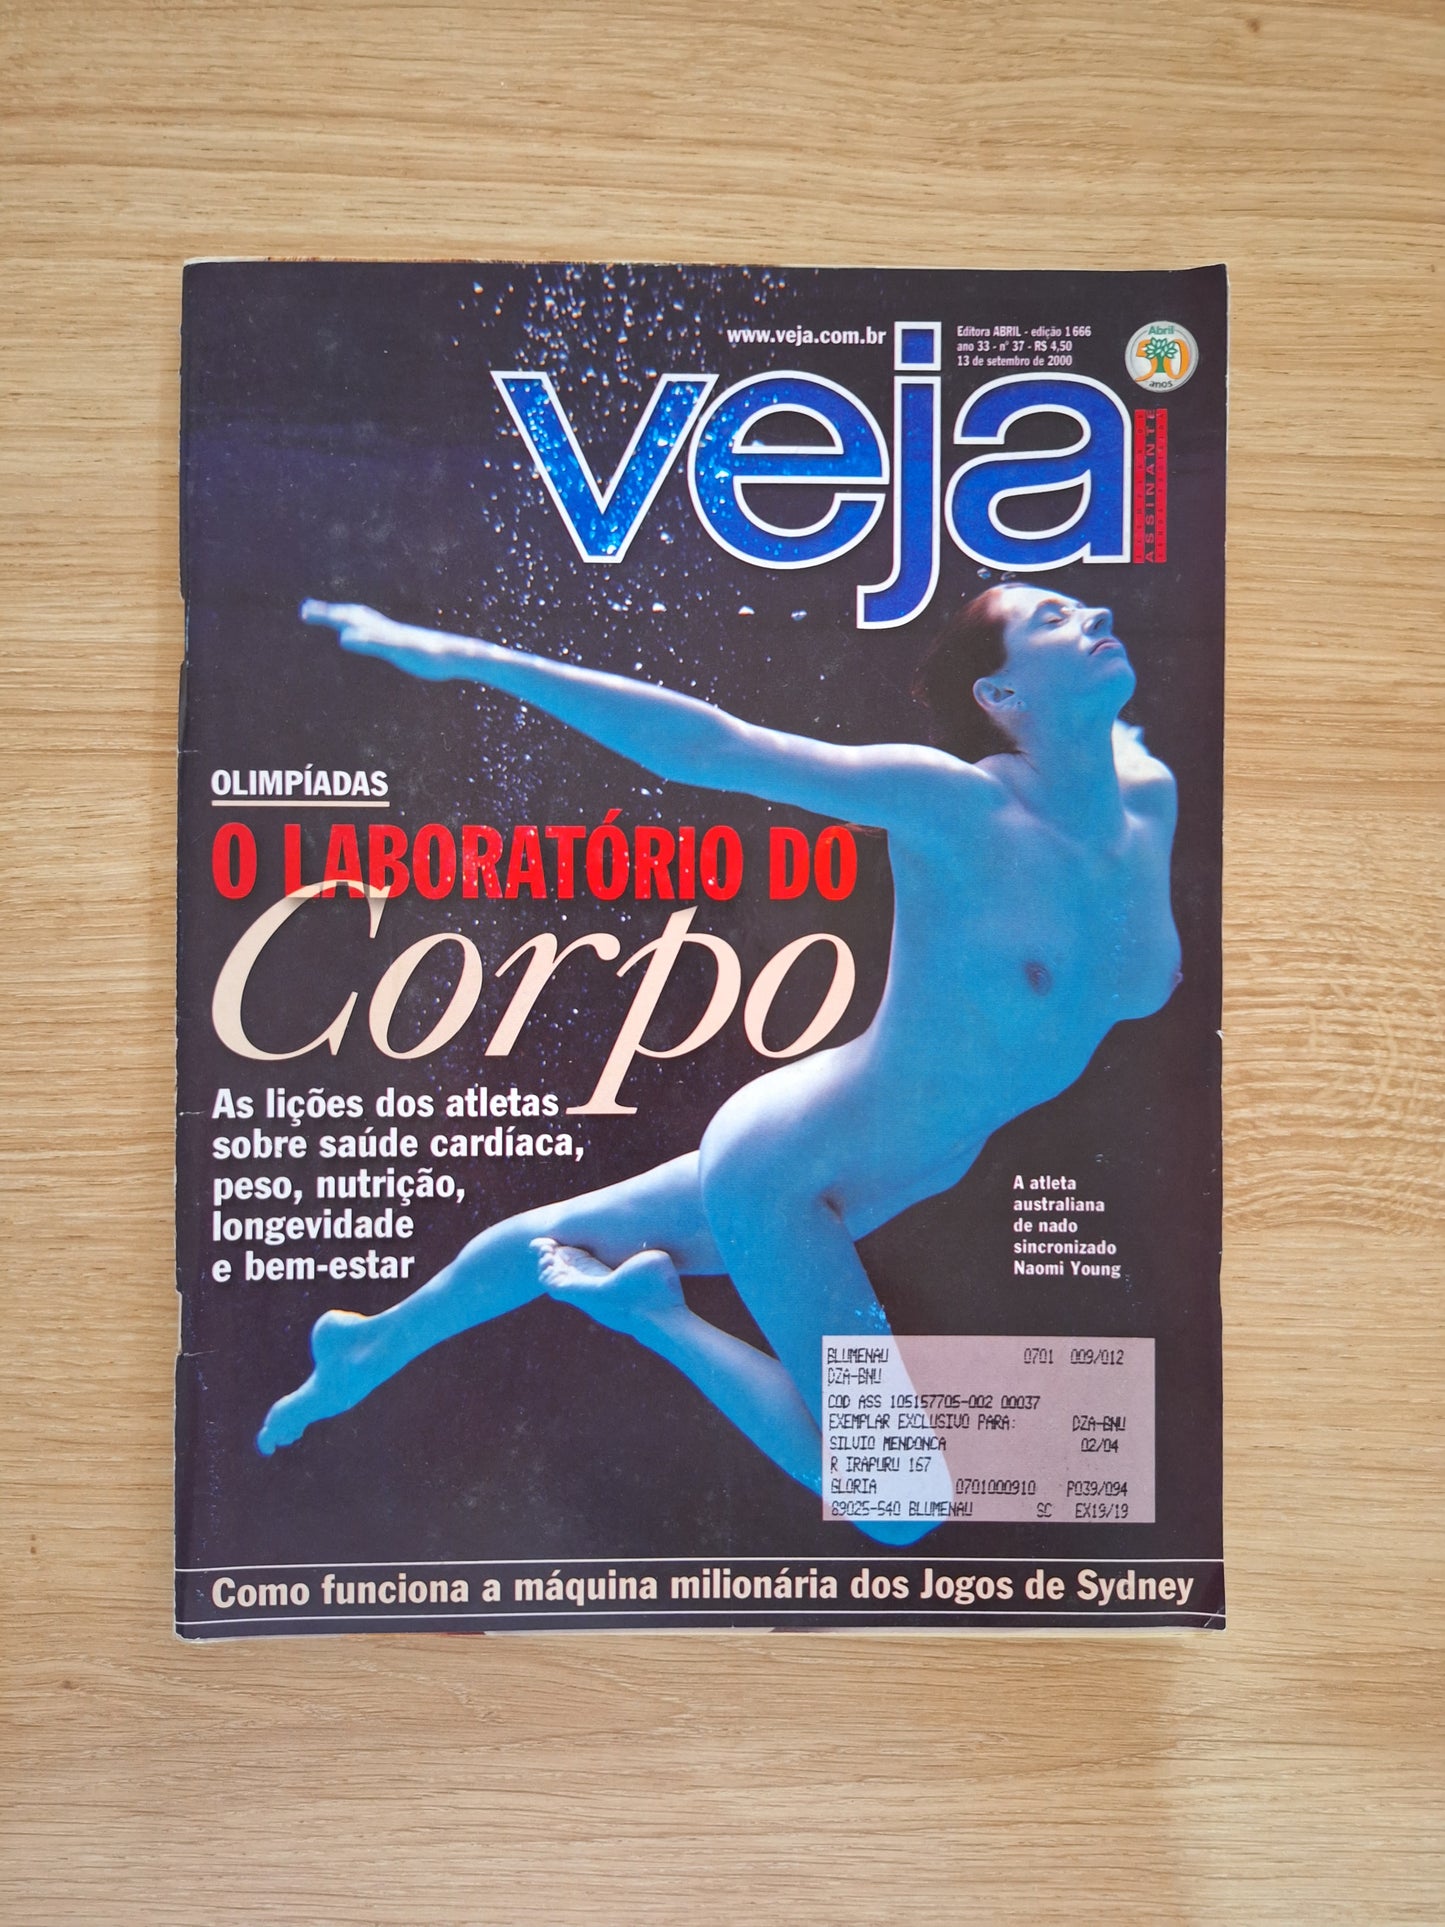 www.veja.com.br
Editora ABRIL - edição 1666
ano 33 - nº 37 - R$ 4,50
13 de setembro de 2000
Abril
50
anos
veja
ASSINANTE
OLIMPÍADAS
O LABORATÓRIO DO
Corpo
As lições dos atletas
sobre saúde cardíaca,
peso, nutrição,
longevidade
e bem-estar
A atleta
australiana
de nado
sincronizado
Naomi Young
BLUMENAU 0701 009/012
DZA-BNU
COD ASS 105157705-002 00037
EXEMPLAR EXCLUSIVO PARA: DZA-BNU
SILVIO MENDONCA 02/04
R IRAPURU 167
GLORIA 0701000910 P039/094
89025-540 BLUMENAU SC EX19/19
Como funciona a máquina milionária dos Jogos de Sydney